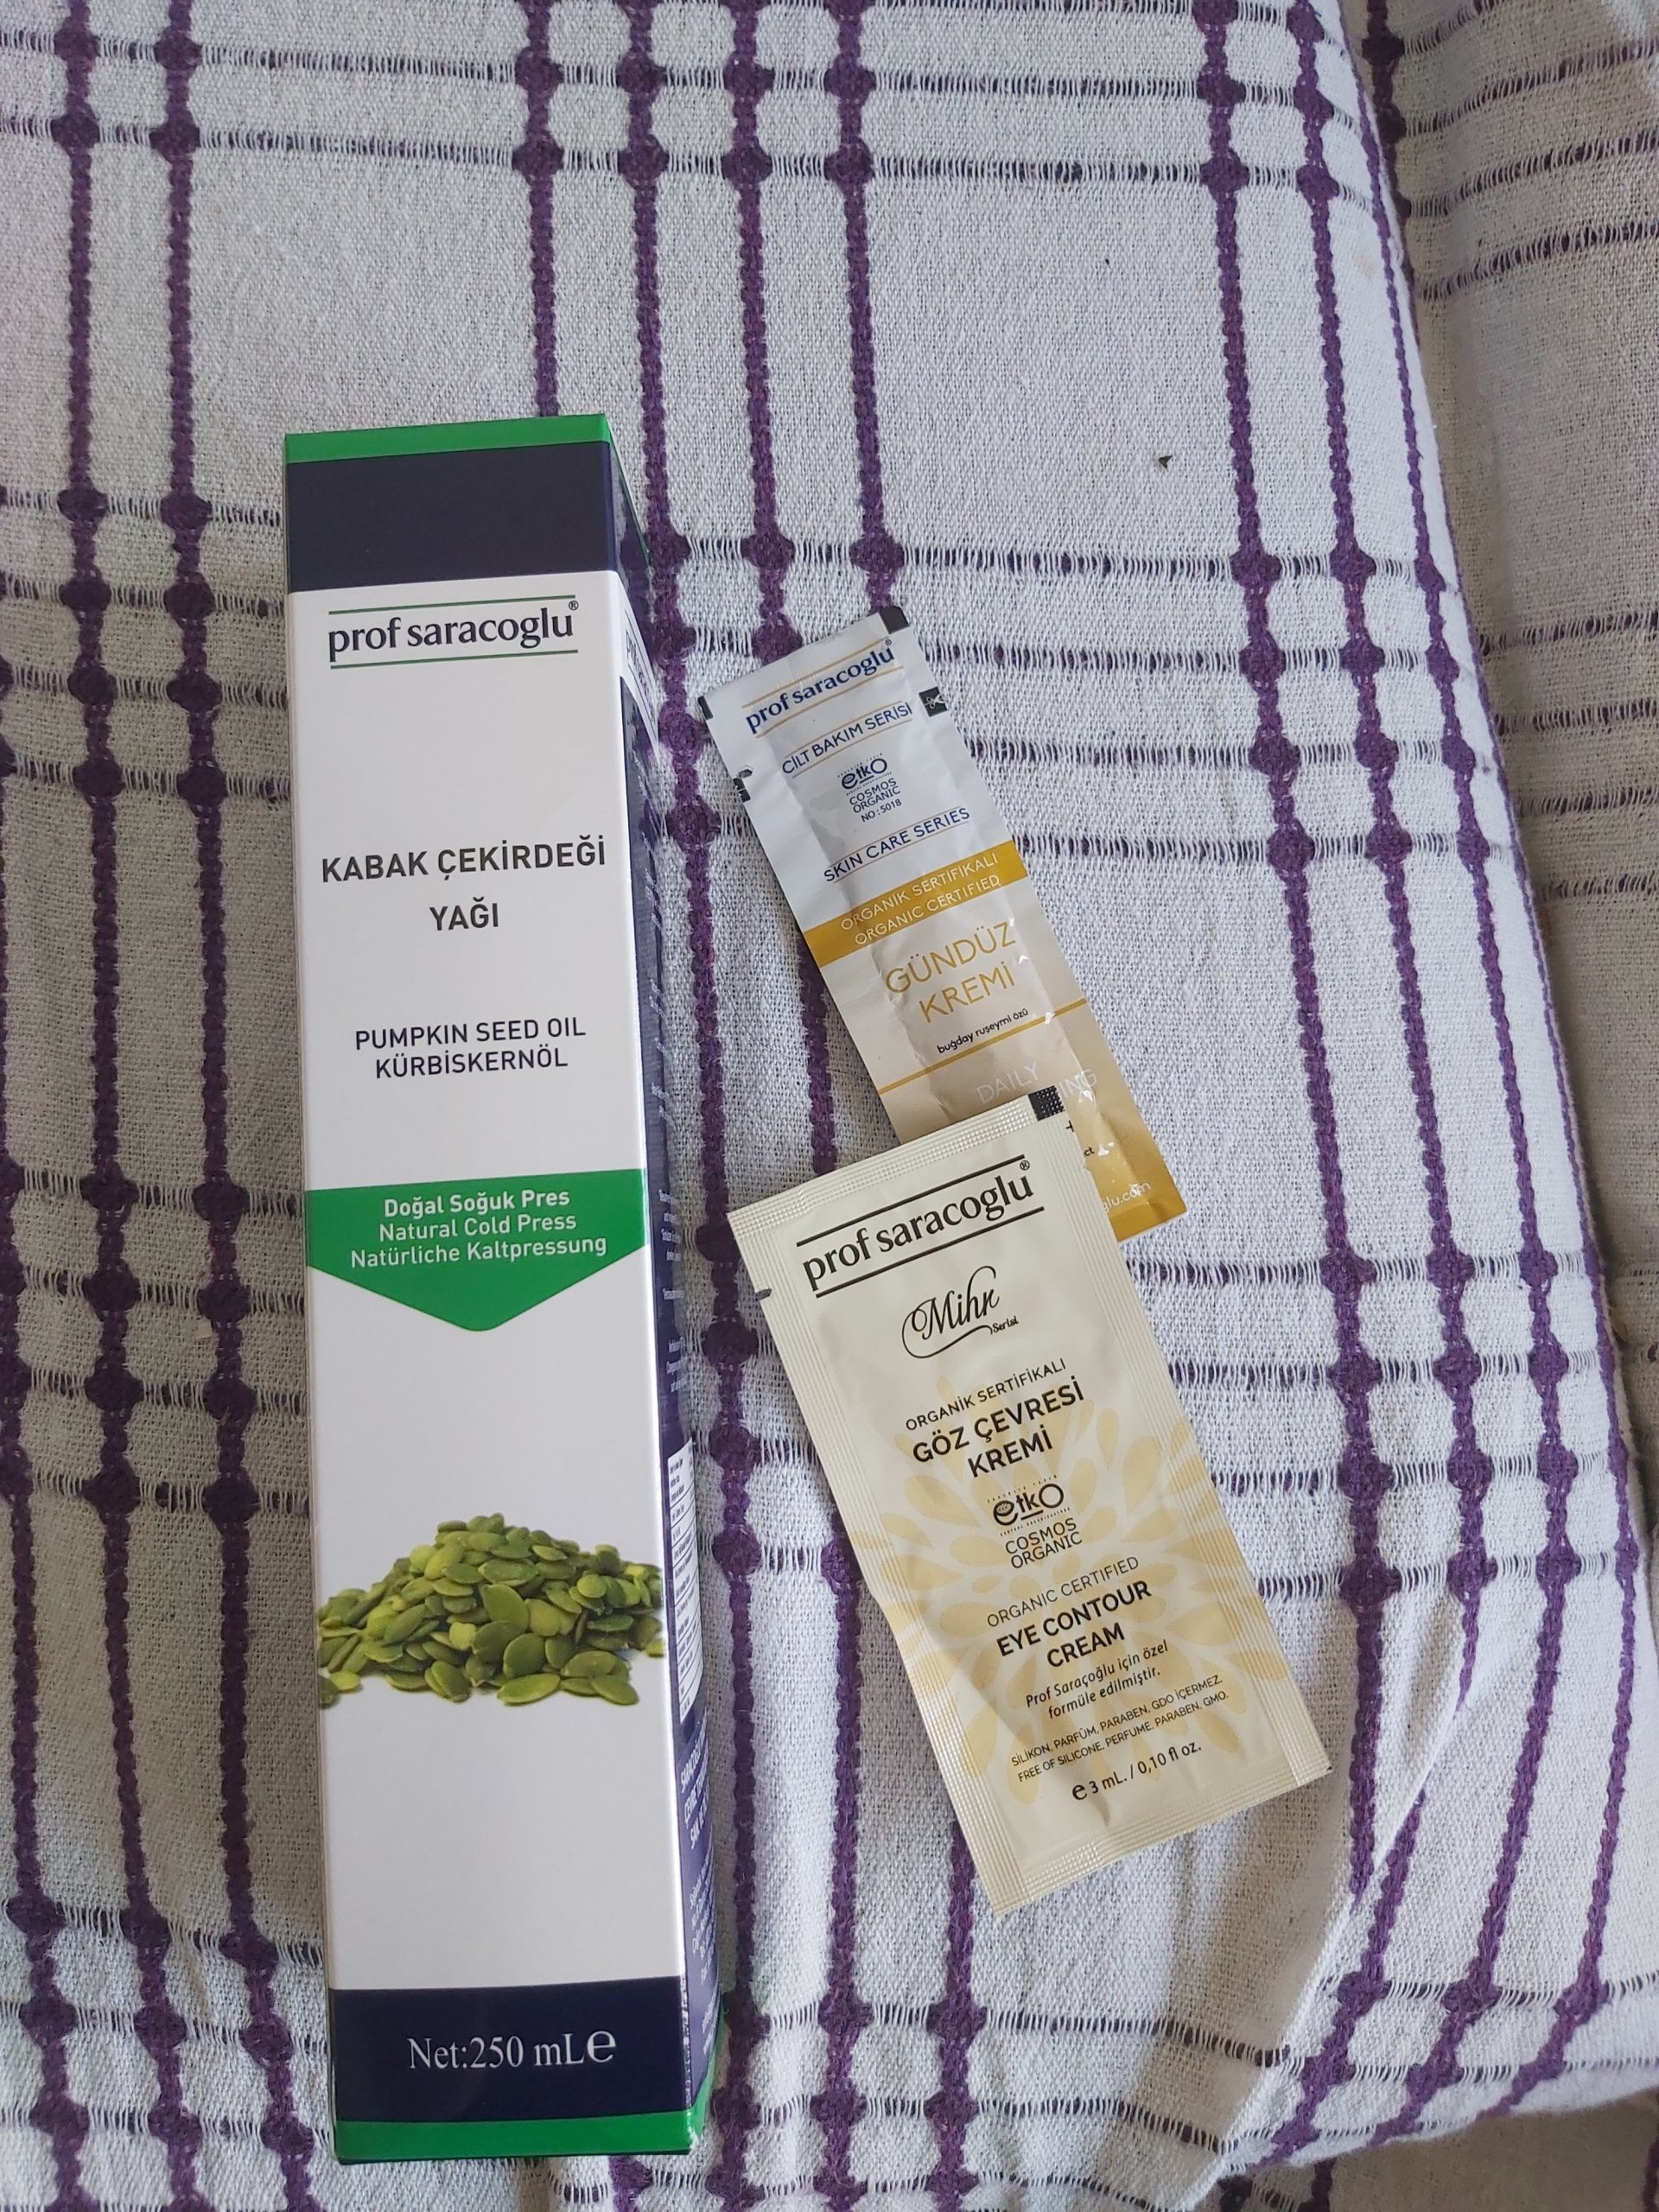 prof saracoglu®
KABAK ÇEKİRDEĞİ
YAĞI
PUMPKIN SEED OIL
KÜRBİSKERNÖL
Doğal Soğuk Pres
Natural Cold Press
Natürliche Kaltpressung
Net:250 mL℮
prof saracoglu®
CİLT BAKIM SERİSİ
etko
COSMOS
ORGANIC
NO:5018
SKIN CARE SERIES
ORGANİK SERTİFİKALI
ORGANIC CERTIFIED
GÜNDÜZ
KREMİ
buğday ruşeymi özü
DAILY
prof saracoglu®
Mihr
Serisi
ORGANİK SERTİFİKALI
GÖZ ÇEVRESİ
KREMİ
etko
COSMOS
ORGANIC
ORGANIC CERTIFIED
EYE CONTOUR
CREAM
Prof Saraçoğlu için özel
formüle edilmiştir.
SİLİKON, PARFÜM, PARABEN, GDO İÇERMEZ.
FREE OF SILICONE, PERFUME, PARABEN, GMO.
℮ 3 mL. / 0,10 fl oz.